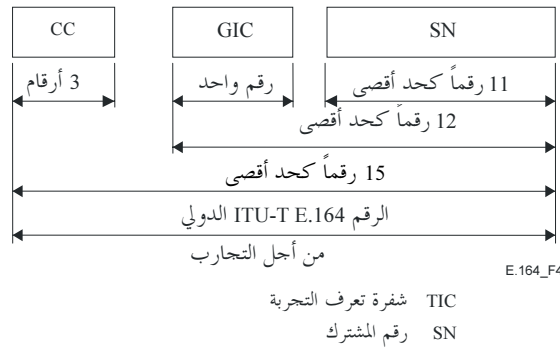 CC GIC SN
3 أرقام رقم واحد 11 رقماً كحد أقصى
12 رقماً كحد أقصى
15 رقماً كحد أقصى
الرقم ITU-T E.164 الدولي
من أجل التجارب
E.164_F4
TIC شفرة تعرف التجربة
SN رقم المشترك